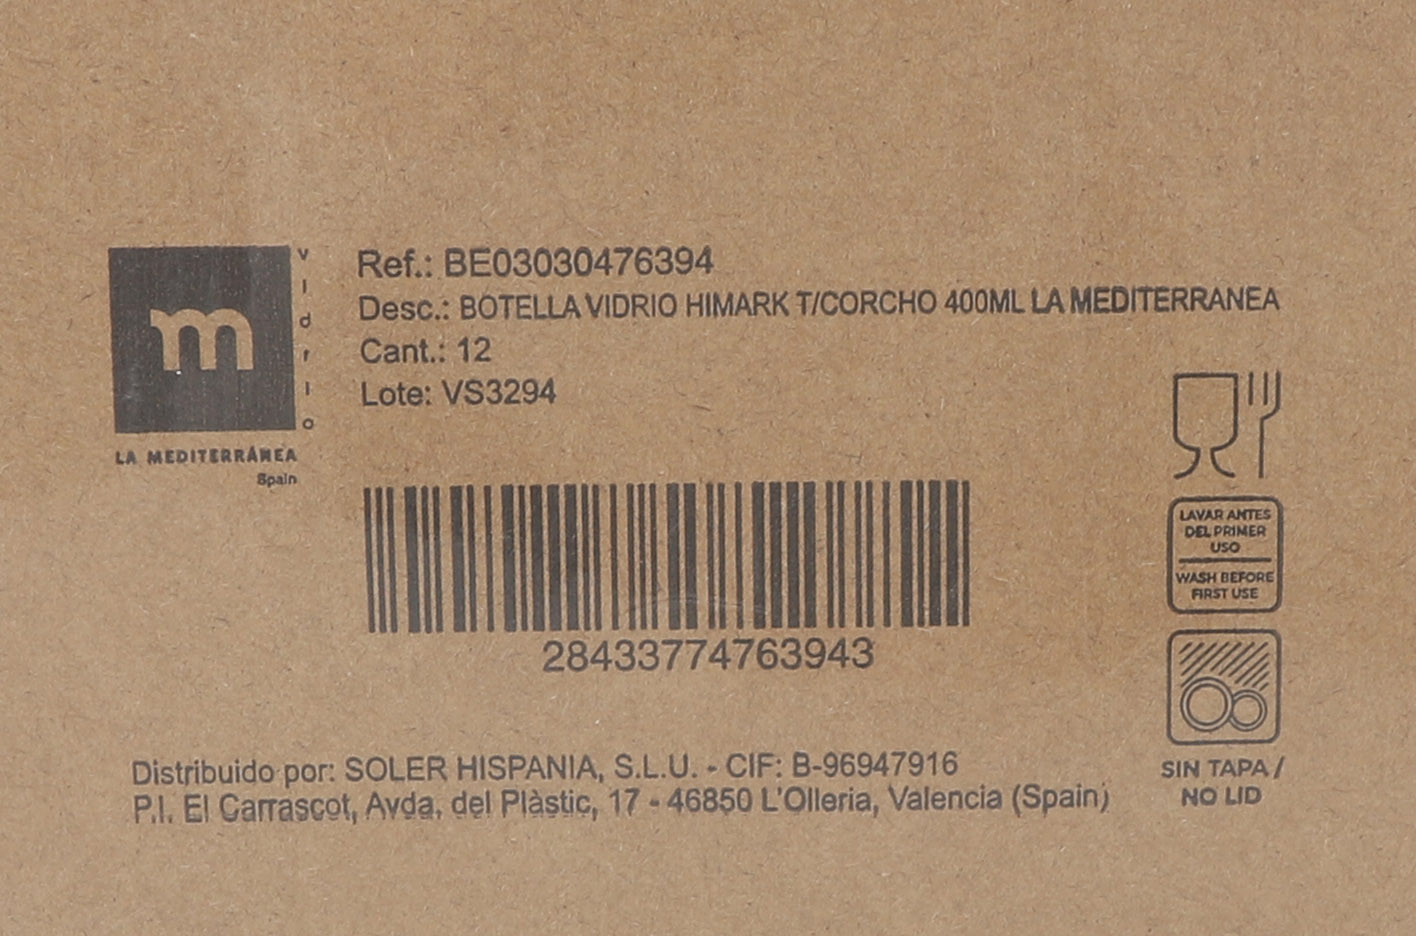 m
vidrio
LA MEDITERRÁNEA
Spain
Ref.: BE03030476394
Desc.: BOTELLA VIDRIO HIMARK T/CORCHO 400ML LA MEDITERRANEA
Cant.: 12
Lote: VS3294
28433774763943
LAVAR ANTES
DEL PRIMER
USO
WASH BEFORE
FIRST USE
SIN TAPA /
NO LID
Distribuido por: SOLER HISPANIA, S.L.U. - CIF: B-96947916
P.I. El Carrascot, Avda. del Plàstic, 17 - 46850 L'Olleria, Valencia (Spain)